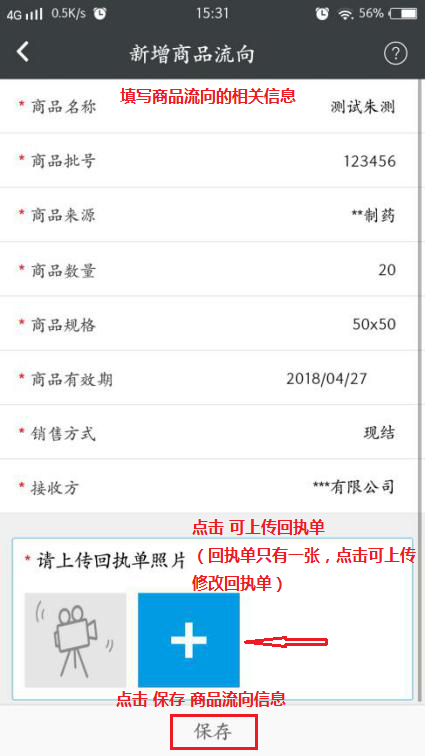 4G 0.5K/s 15:31 56%
新增商品流向 ?
填写商品流向的相关信息
* 商品名称 测试朱测
* 商品批号 123456
* 商品来源 **制药
* 商品数量 20
* 商品规格 50x50
* 商品有效期 2018/04/27
* 销售方式 现结
* 接收方 ***有限公司
点击 可上传回执单
* 请上传回执单照片
（回执单只有一张，点击可上传
修改回执单）
点击 保存 商品流向信息
保存